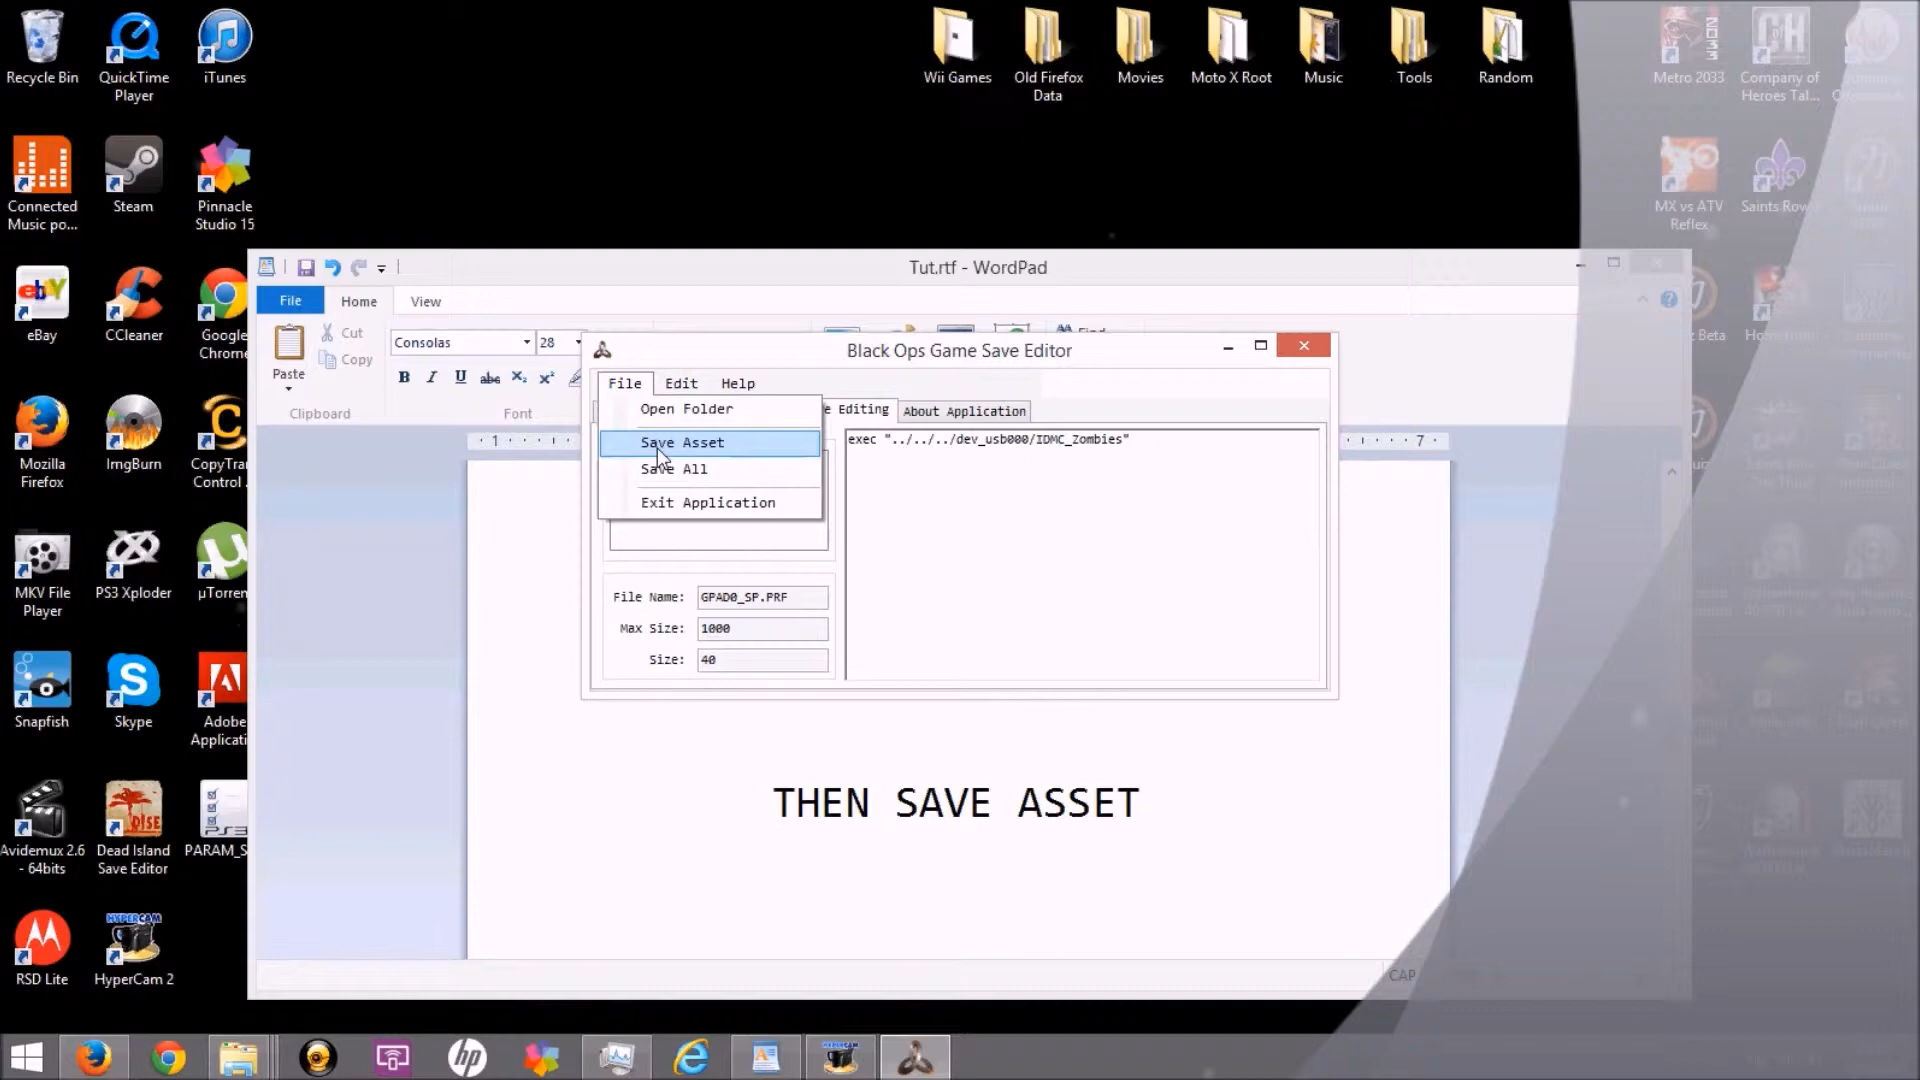 Recycle Bin
QuickTime Player
iTunes
Wii Games
Old Firefox Data
Movies
Moto X Root
Music
Tools
Random
Metro 2033
Company of Heroes Tal...
Connected Music po...
Steam
Pinnacle Studio 15
MX vs ATV Reflex
Saints Row
eBay
CCleaner
Google Chrome
Mozilla Firefox
ImgBurn
CopyTra
Control
MKV File Player
PS3 Xploder
µTorren
Snapfish
Skype
Adobe
Applicati
Avidemux 2.6 - 64bits
Dead Island Save Editor
PARAM_S
RSD Lite
HyperCam 2
Tut.rtf - WordPad
File
Home
View
Paste
Cut
Copy
Clipboard
Consolas
28
Font
Find
Black Ops Game Save Editor
File
Edit
Help
Open Folder
Save Asset
Save All
Exit Application
e Editing
About Application
exec "../../../dev_usb000/IDMC_Zombies"
File Name: GPAD0_SP.PRF
Max Size: 1000
Size: 40
1
7
THEN SAVE ASSET
CAP